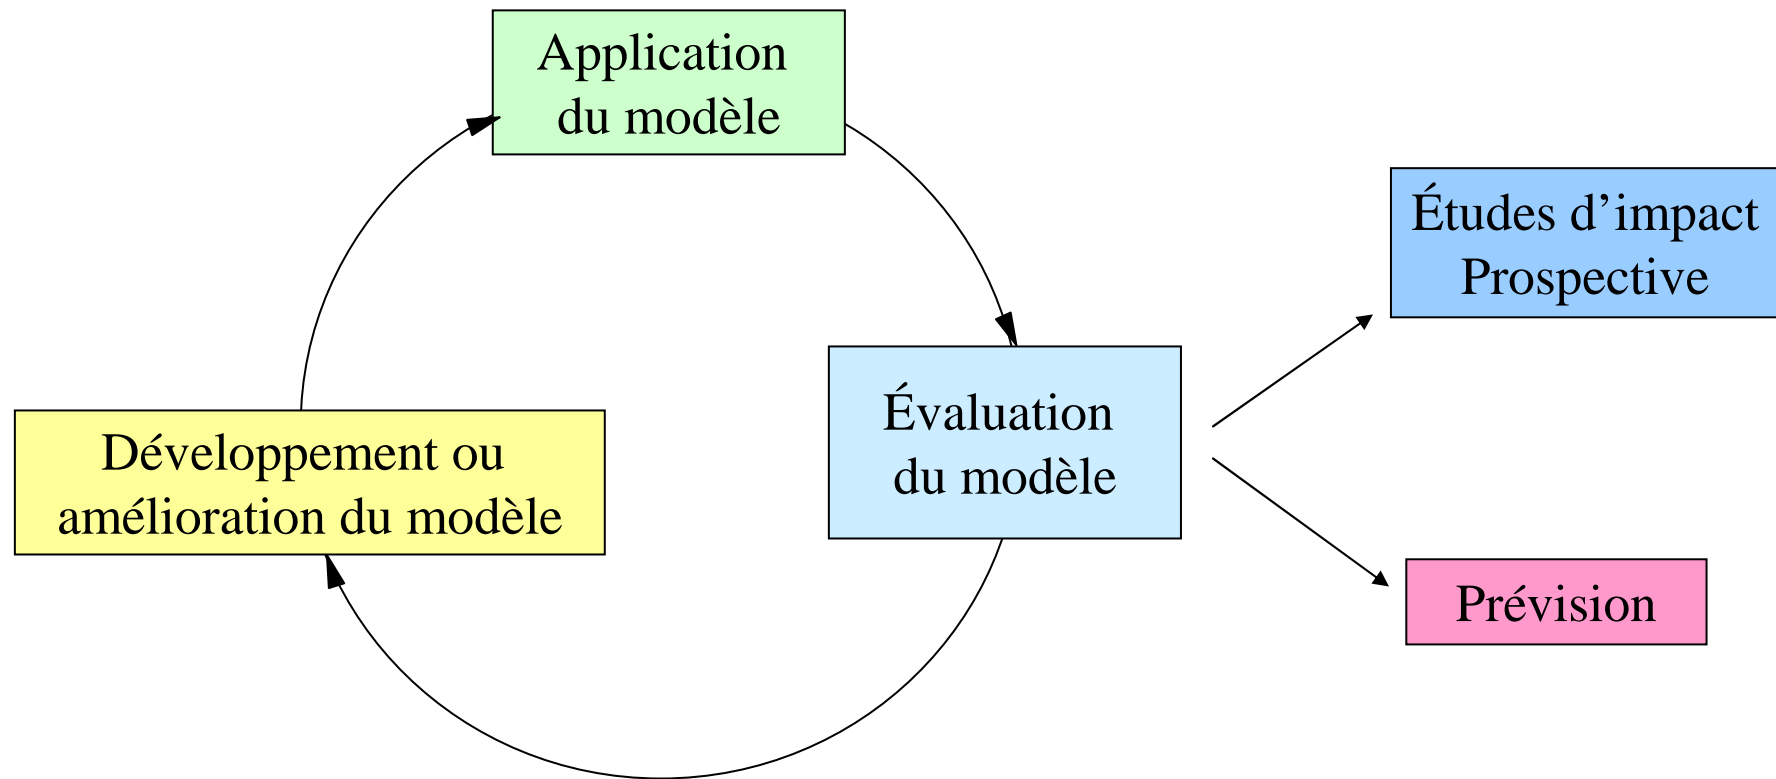 Application
du modèle
Études d’impact
Prospective
Évaluation
du modèle
Développement ou
amélioration du modèle
Prévision